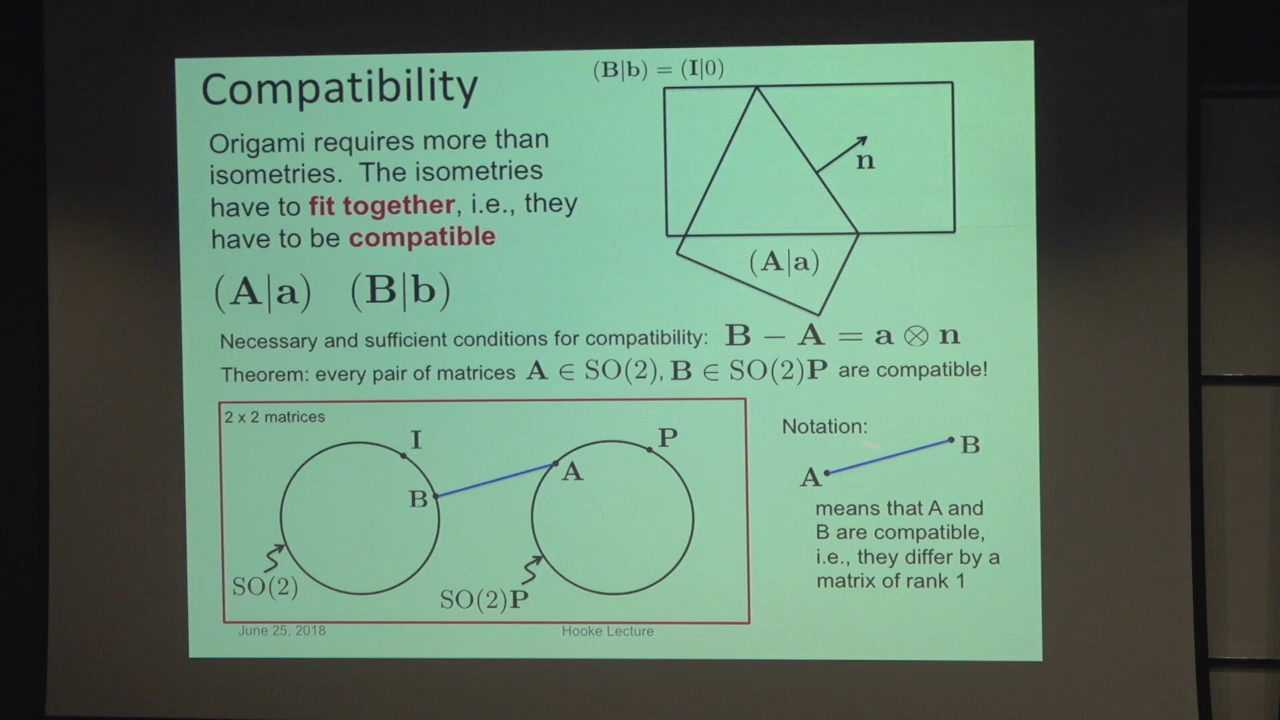 Compatibility
(B|b) = (I|0)
Origami requires more than
isometries. The isometries
have to fit together, i.e., they
have to be compatible
n
(A|a)
(A|a) (B|b)
Necessary and sufficient conditions for compatibility: B − A = a ⊗ n
Theorem: every pair of matrices A ∈ SO(2), B ∈ SO(2)P are compatible!
2 x 2 matrices
I
P
B
A
SO(2)
SO(2)P
Notation:
A
B
means that A and
B are compatible,
i.e., they differ by a
matrix of rank 1
June 25, 2018
Hooke Lecture